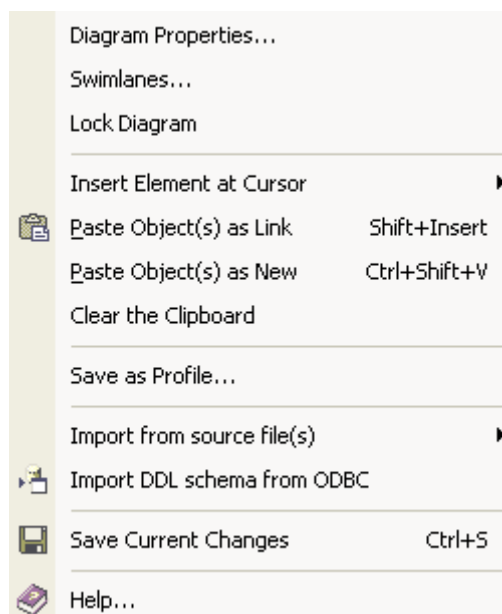 Diagram Properties...
Swimlanes...
Lock Diagram
Insert Element at Cursor
Paste Object(s) as Link Shift+Insert
Paste Object(s) as New Ctrl+Shift+V
Clear the Clipboard
Save as Profile...
Import from source file(s)
Import DDL schema from ODBC
Save Current Changes Ctrl+S
Help...